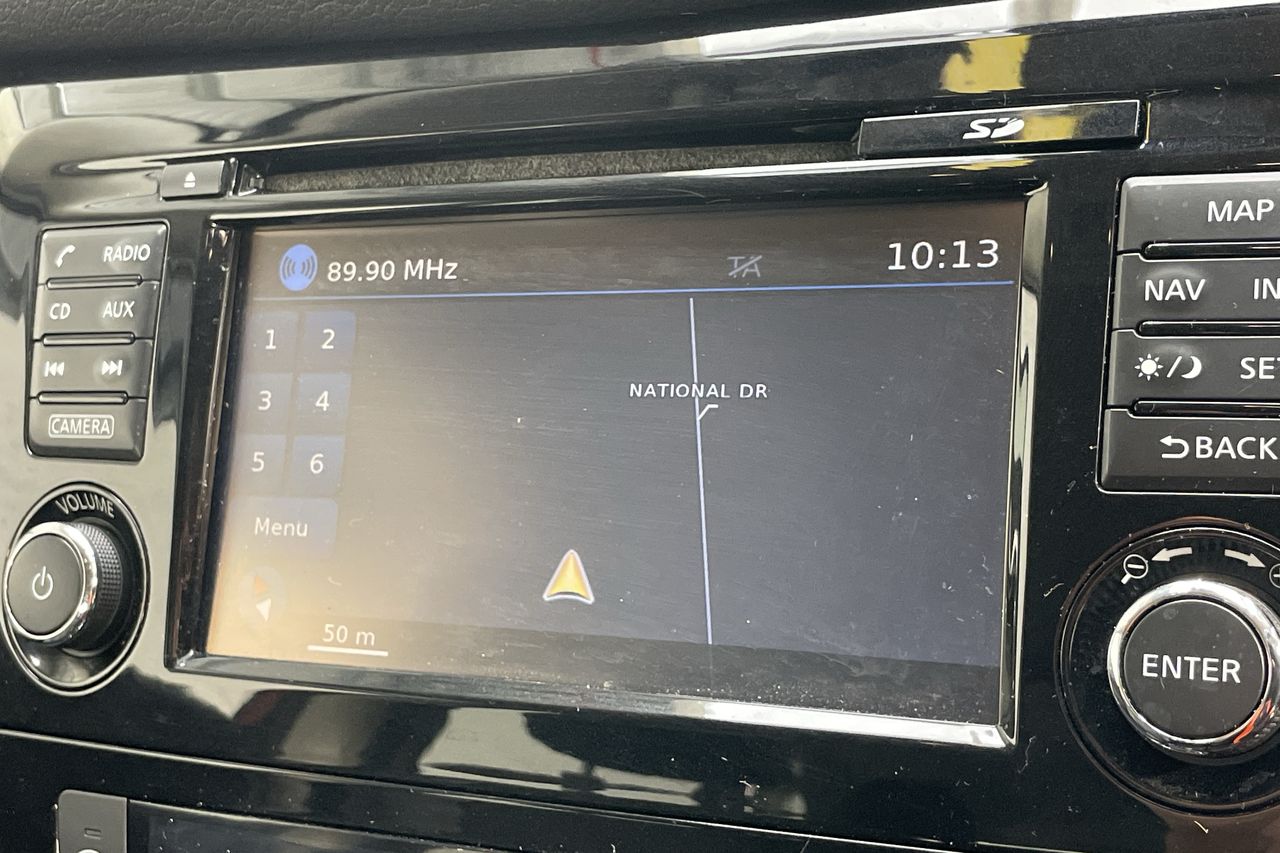 SD
RADIO
CD AUX
CAMERA
VOLUME
89.90 MHz
TA
10:13
1 2
3 4
5 6
Menu
NATIONAL DR
50 m
MAP
NAV
BACK
ENTER